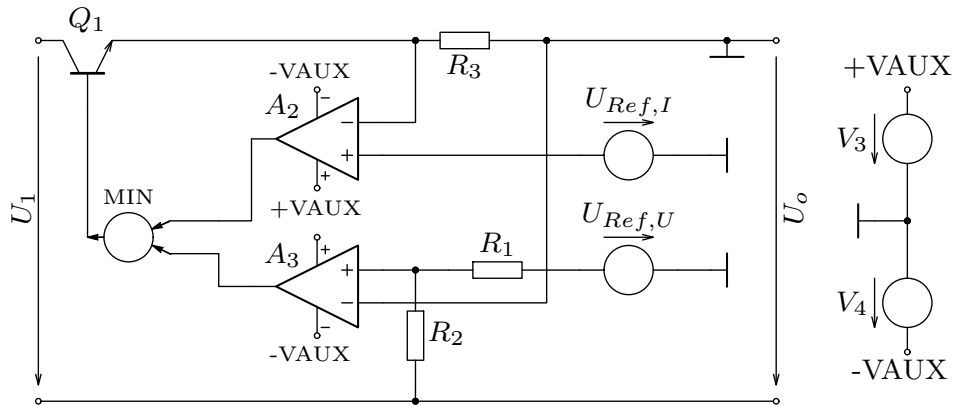 Q1
R3
-VAUX
−
A2
−
+
+
+VAUX
URef,I
+VAUX
V3
U1
MIN
Uo
URef,U
A3
+
+
−
−
-VAUX
R1
R2
V4
-VAUX